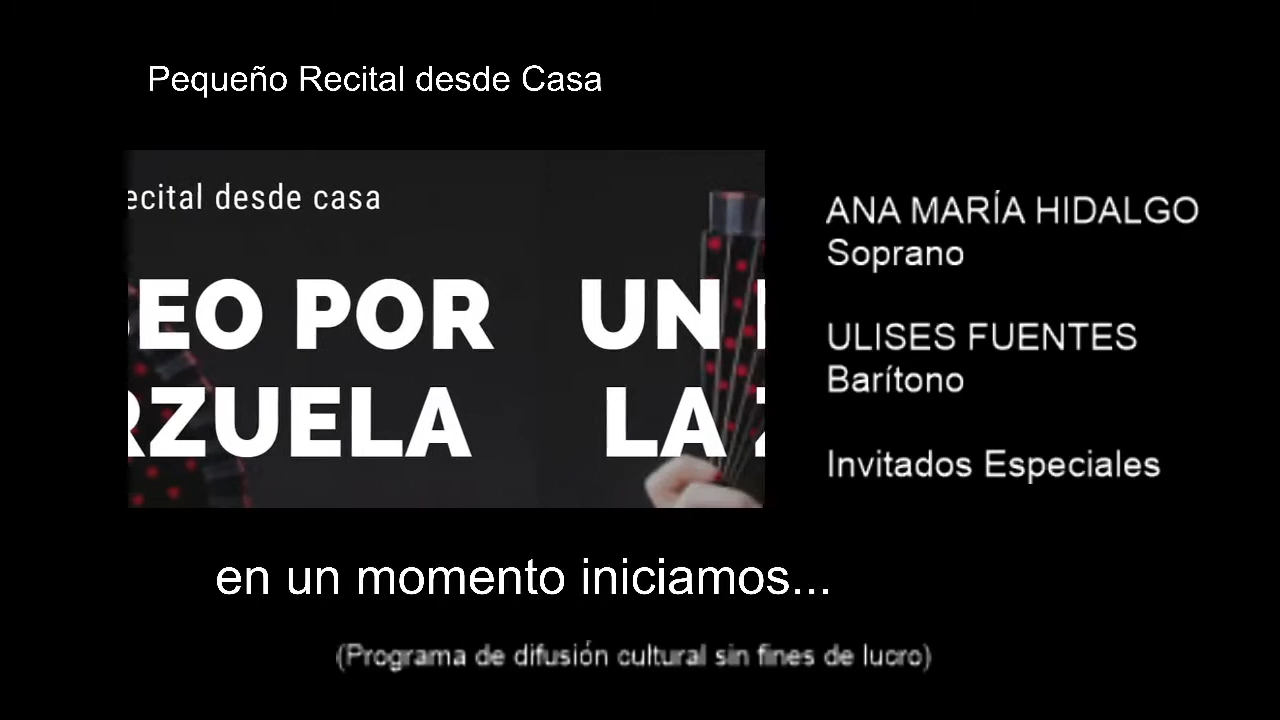 Pequeño Recital desde Casa
ecital desde casa
EO POR
UN
RZUELA
LA
ANA MARÍA HIDALGO
Soprano
ULISES FUENTES
Barítono
Invitados Especiales
en un momento iniciamos...
(Programa de difusión cultural sin fines de lucro)